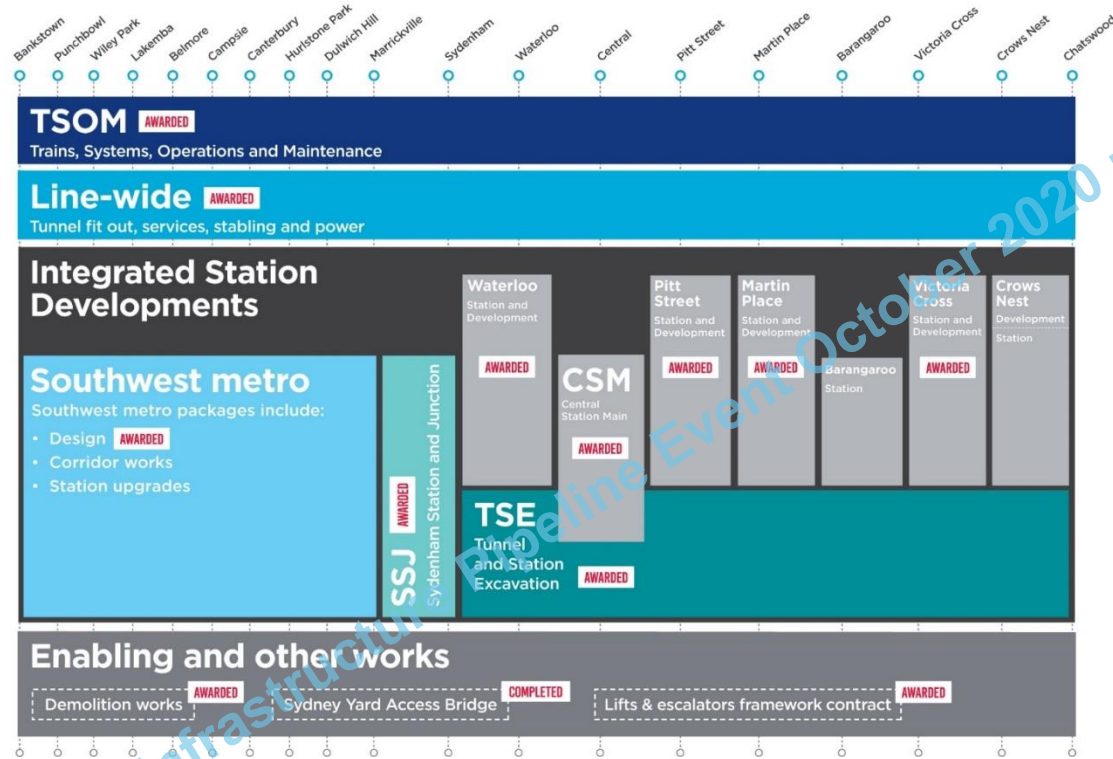 Bankstown
Punchbowl
Wiley Park
Lakemba
Belmore
Campsie
Canterbury
Hurlstone Park
Dulwich Hill
Marrickville
Sydenham
Waterloo
Central
Pitt Street
Martin Place
Barangaroo
Victoria Cross
Crows Nest
Chatswood
TSOM AWARDED
Trains, Systems, Operations and Maintenance
Line-wide AWARDED
Tunnel fit out, services, stabling and power
Integrated Station
Developments
Southwest metro
Southwest metro packages include:
• Design AWARDED
• Corridor works
• Station upgrades
SSJ AWARDED
Sydenham Station and Junction
Waterloo
Station and
Development
AWARDED
CSM
Central
Station Main
AWARDED
Pitt
Street
Station and
Development
AWARDED
Martin
Place
Station and
Development
AWARDED
Barangaroo
Station
Victoria
Cross
Station and
Development
AWARDED
Crows
Nest
Development
Station
TSE
Tunnel
and Station
Excavation
AWARDED
Enabling and other works
Demolition works AWARDED
Sydney Yard Access Bridge COMPLETED
Lifts & escalators framework contract AWARDED
Infrastructure Pipeline Event October 2020